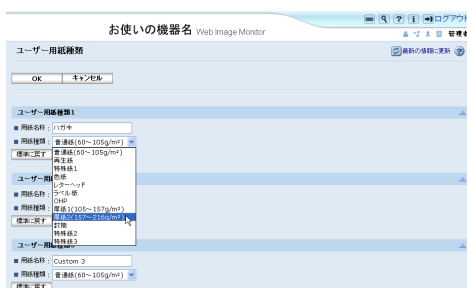 ログアウト
お使いの機器名 Web Image Monitor
管理者
ユーザー用紙種類
最新の情報に更新
OK キャンセル
ユーザー用紙種類1
用紙名称: ハガキ
用紙種類: 普通紙(60～105g/m²)
標準に戻す
普通紙(60～105g/m²)
再生紙
特殊紙1
色紙
レターヘッド
ラベル紙
OHP
厚紙1(105～157g/m²)
厚紙2(157～216g/m²)
封筒
特殊紙2
特殊紙3
ユーザー用
用紙名称:
用紙種類:
標準に戻す
ユーザー用
用紙名称: Custom 3
用紙種類: 普通紙(60～105g/m²)
標準に戻す